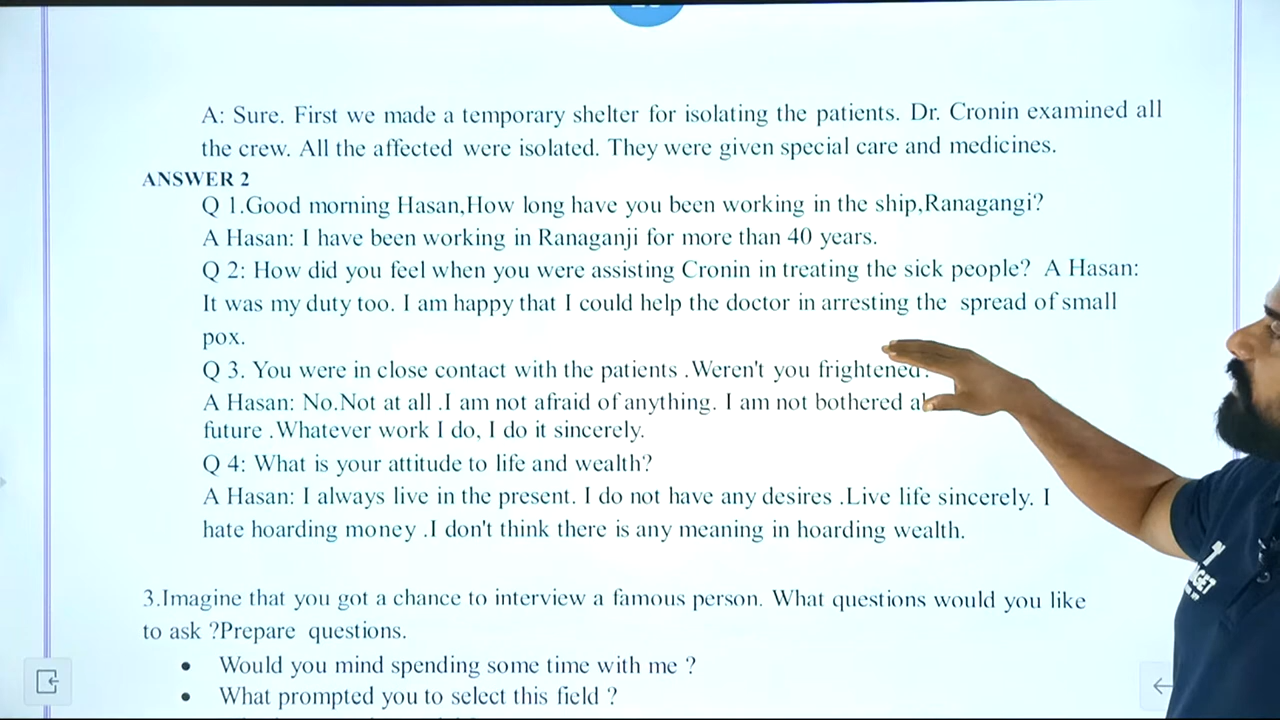 A: Sure. First we made a temporary shelter for isolating the patients. Dr. Cronin examined all
the crew. All the affected were isolated. They were given special care and medicines.
ANSWER 2
Q 1.Good morning Hasan,How long have you been working in the ship,Ranagangi?
A Hasan: I have been working in Ranaganji for more than 40 years.
Q 2: How did you feel when you were assisting Cronin in treating the sick people? A Hasan:
It was my duty too. I am happy that I could help the doctor in arresting the spread of small
pox.
Q 3. You were in close contact with the patients .Weren't you frightened?
A Hasan: No.Not at all .I am not afraid of anything. I am not bothered
future .Whatever work I do, I do it sincerely.
Q 4: What is your attitude to life and wealth?
A Hasan: I always live in the present. I do not have any desires .Live life sincerely. I
hate hoarding money .I don't think there is any meaning in hoarding wealth.
3.Imagine that you got a chance to interview a famous person. What questions would you like
to ask ?Prepare questions.
• Would you mind spending some time with me ?
• What prompted you to select this field ?